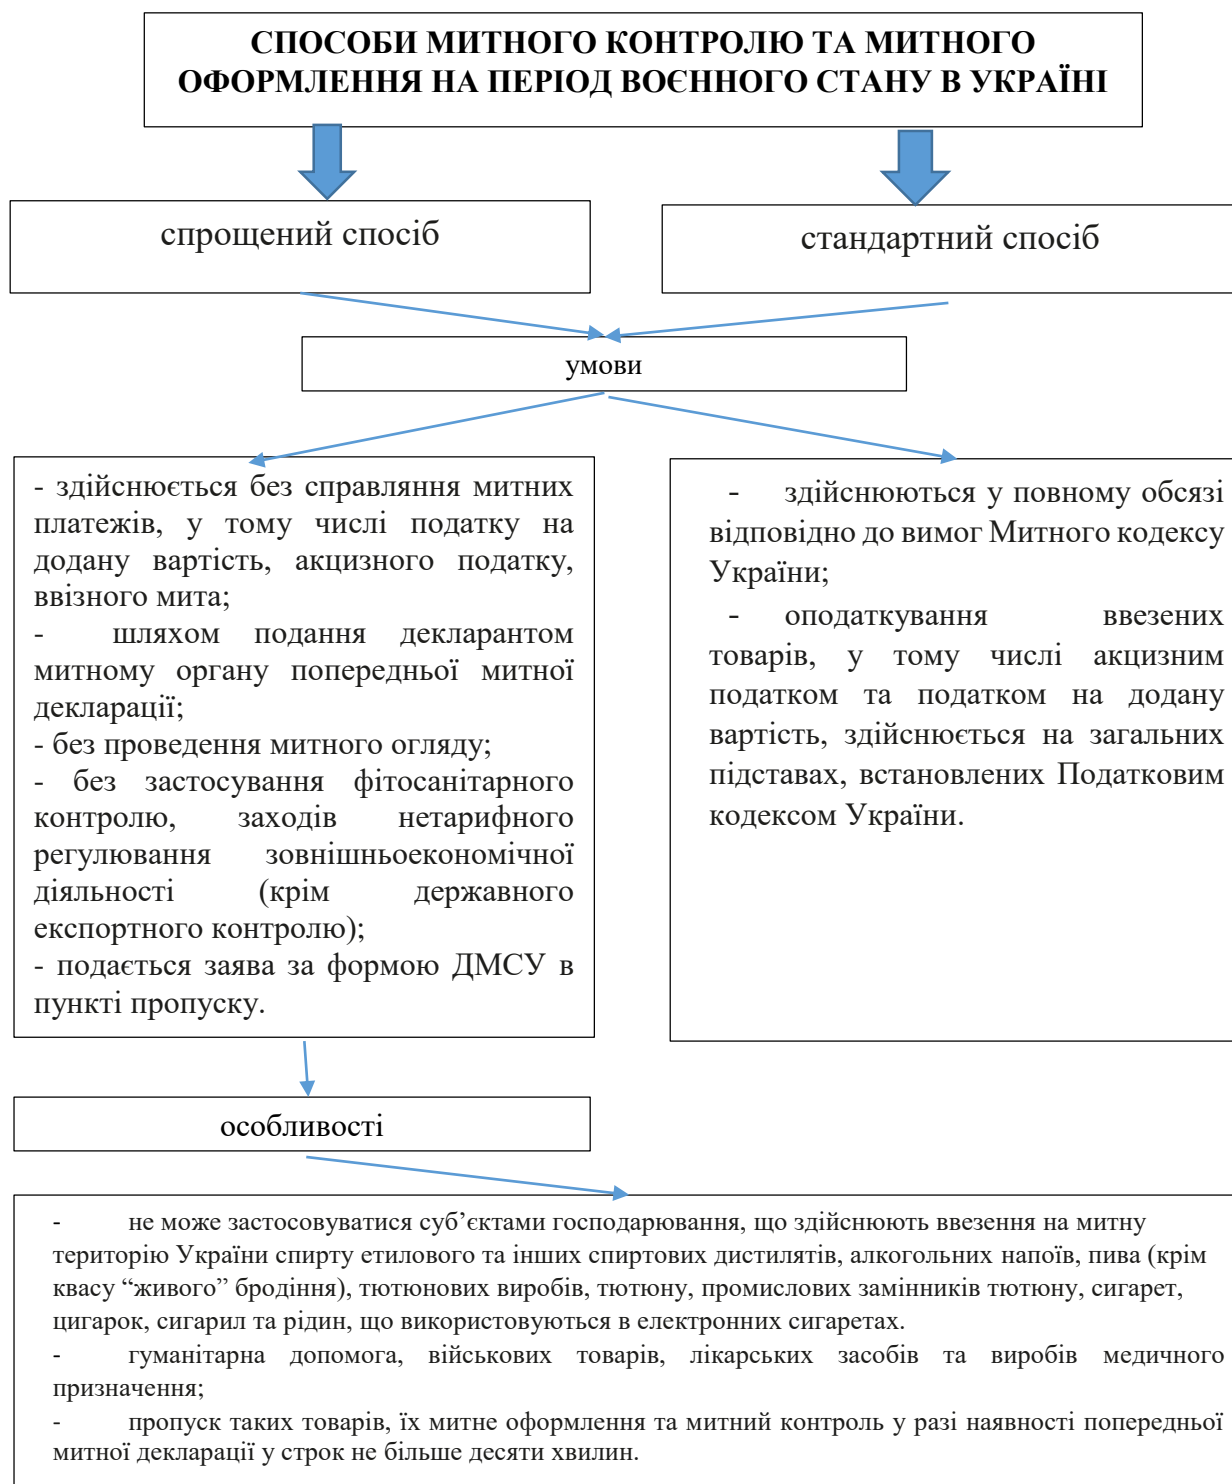 СПОСОБИ МИТНОГО КОНТРОЛЮ ТА МИТНОГО
ОФОРМЛЕННЯ НА ПЕРІОД ВОЄННОГО СТАНУ В УКРАЇНІ
спрощений спосіб
стандартний спосіб
умови
- здійснюється без справляння митних
платежів, у тому числі податку на
додану вартість, акцизного податку,
ввізного мита;
- шляхом подання декларантом
митному органу попередньої митної
декларації;
- без проведення митного огляду;
- без застосування фітосанітарного
контролю, заходів нетарифного
регулювання зовнішньоекономічної
діяльності (крім державного
експортного контролю);
- подається заява за формою ДМСУ в
пункті пропуску.
- здійснюються у повному обсязі
відповідно до вимог Митного кодексу
України;
- оподаткування ввезених
товарів, у тому числі акцизним
податком та податком на додану
вартість, здійснюється на загальних
підставах, встановлених Податковим
кодексом України.
особливості
- не може застосовуватися суб’єктами господарювання, що здійснюють ввезення на митну
територію України спирту етилового та інших спиртових дистилятів, алкогольних напоїв, пива (крім
квасу “живого” бродіння), тютюнових виробів, тютюну, промислових замінників тютюну, сигарет,
цигарок, сигарил та рідин, що використовуються в електронних сигаретах.
- гуманітарна допомога, військових товарів, лікарських засобів та виробів медичного
призначення;
- пропуск таких товарів, їх митне оформлення та митний контроль у разі наявності попередньої
митної декларації у строк не більше десяти хвилин.